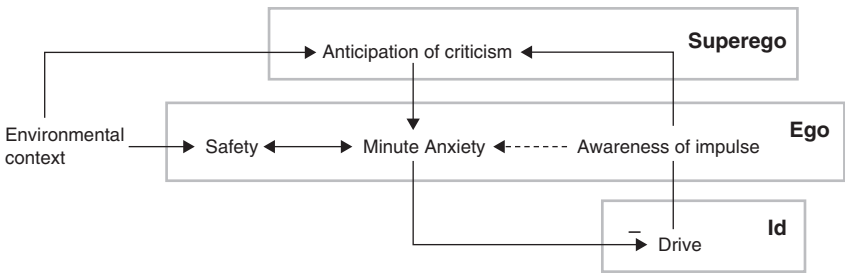 Superego
Anticipation of criticism
Environmental
context
Ego
Safety
Minute Anxiety
Awareness of impulse
Id
–
Drive